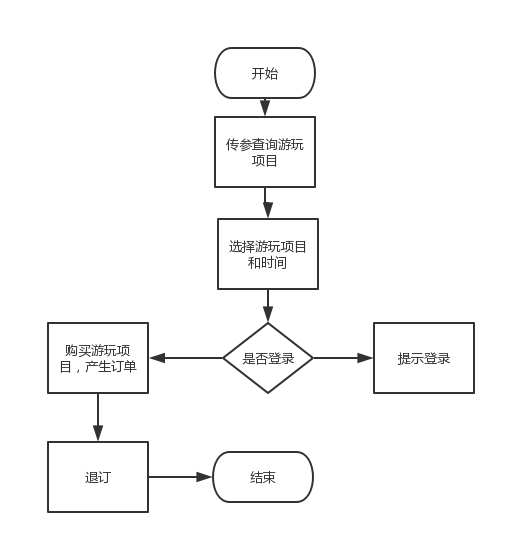 开始
传参查询游玩
项目
选择游玩项目
和时间
购买游玩项
目，产生订单
是否登录
提示登录
退订
结束